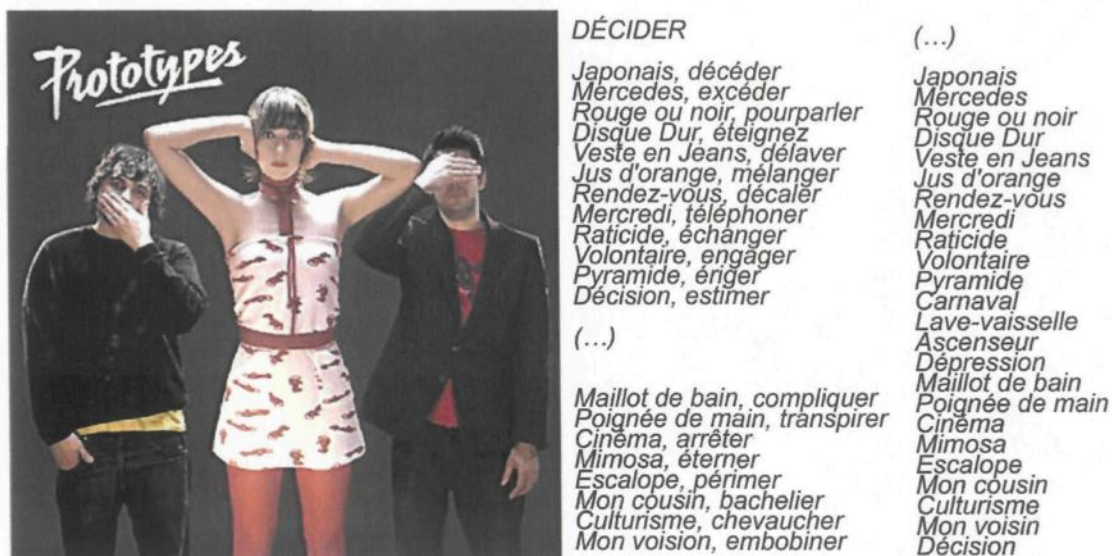 Prototypes
DÉCIDER
Japonais, décéder
Mercedes, excéder
Rouge ou noir, pourparler
Disque Dur, éteignez
Veste en Jeans, délaver
Jus d'orange, mélanger
Rendez-vous, décaler
Mercredi, téléphoner
Raticide, échanger
Volontaire, engager
Pyramide, ériger
Décision, estimer
(...)
Maillot de bain, compliquer
Poignée de main, transpirer
Cinéma, arrêter
Mimosa, éterner
Escalope, périmer
Mon cousin, bachelier
Culturisme, chevaucher
Mon voision, embobiner
(...)
Japonais
Mercedes
Rouge ou noir
Disque Dur
Veste en Jeans
Jus d'orange
Rendez-vous
Mercredi
Raticide
Volontaire
Pyramide
Carnaval
Lave-vaisselle
Ascenseur
Dépression
Maillot de bain
Poignée de main
Cinéma
Mimosa
Escalope
Mon cousin
Culturisme
Mon voisin
Décision